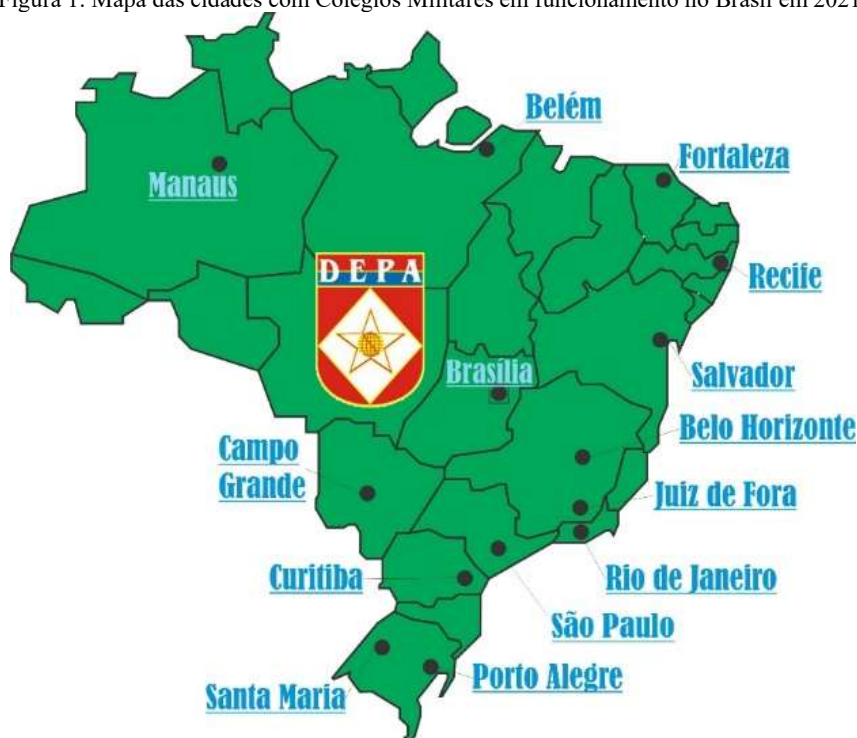 Figura 1: Mapa das cidades com Colégios Militares em funcionamento no Brasil em 2021
Belém
Fortaleza
Manaus
Recife
DEPA
Salvador
Brasília
Belo Horizonte
Campo
Grande
Juiz de Fora
Curitiba
Rio de Janeiro
São Paulo
Porto Alegre
Santa Maria